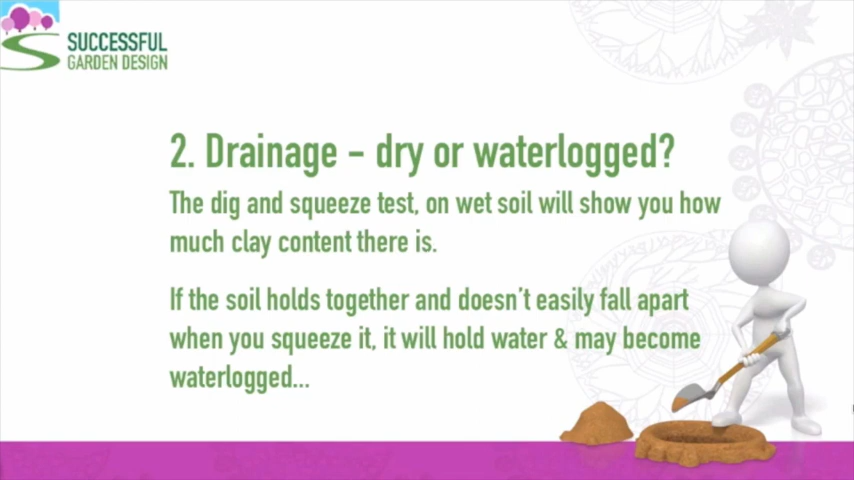 SUCCESSFUL
GARDEN DESIGN
2. Drainage - dry or waterlogged?
The dig and squeeze test, on wet soil will show you how
much clay content there is.
If the soil holds together and doesn't easily fall apart
when you squeeze it, it will hold water & may become
waterlogged...